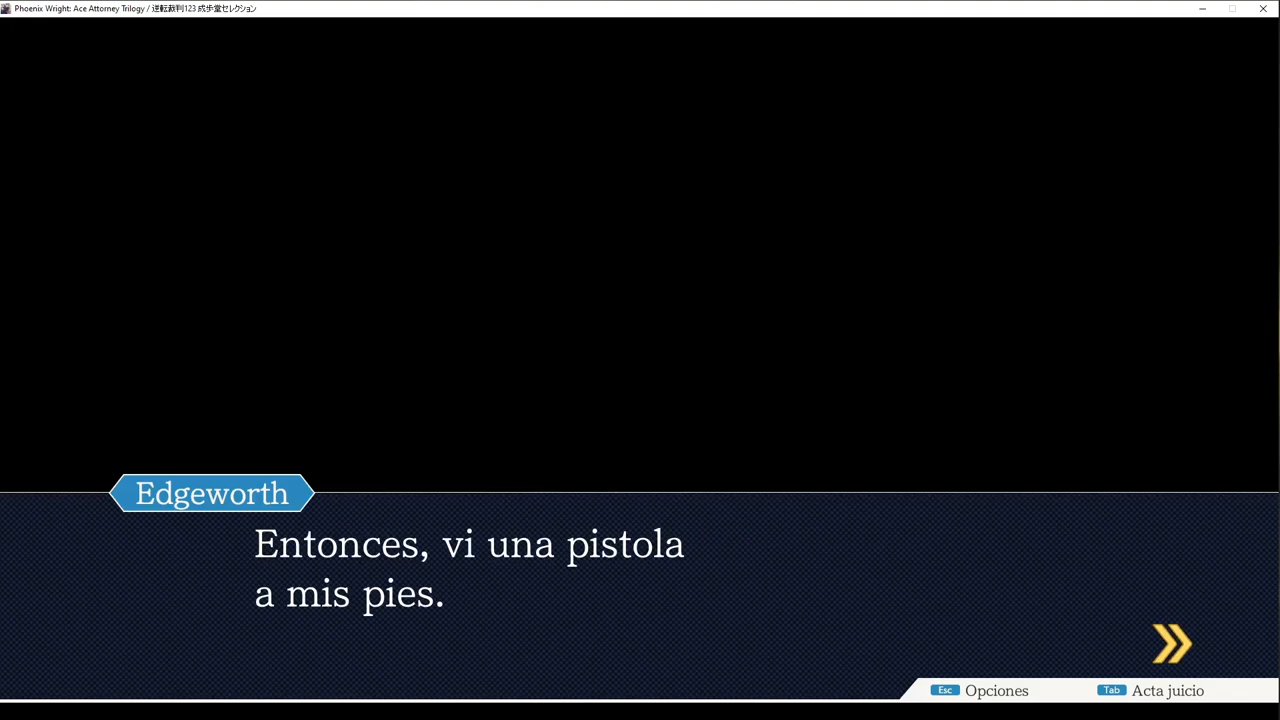 Phoenix Wright: Ace Attorney Trilogy / 逆転裁判123 成歩堂セレクション
Edgeworth
Entonces, vi una pistola
a mis pies.
Esc Opciones Tab Acta juicio